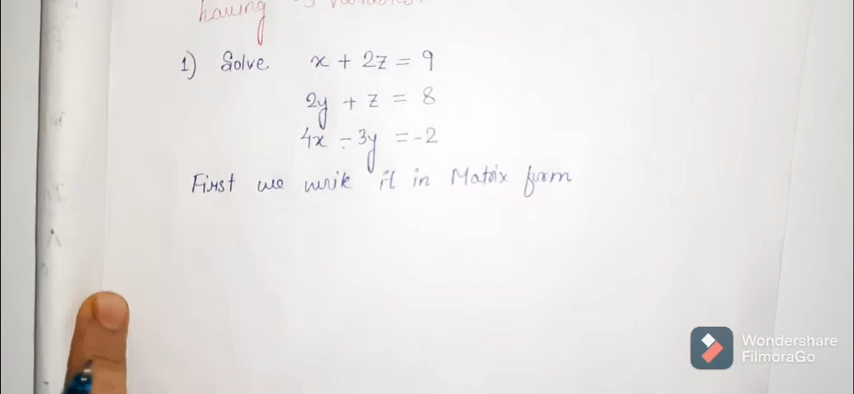 having
1) Solve x + 2z = 9
2y + z = 8
4x - 3y = -2
First we write it in Matrix form
Wondershare
FilmoraGo